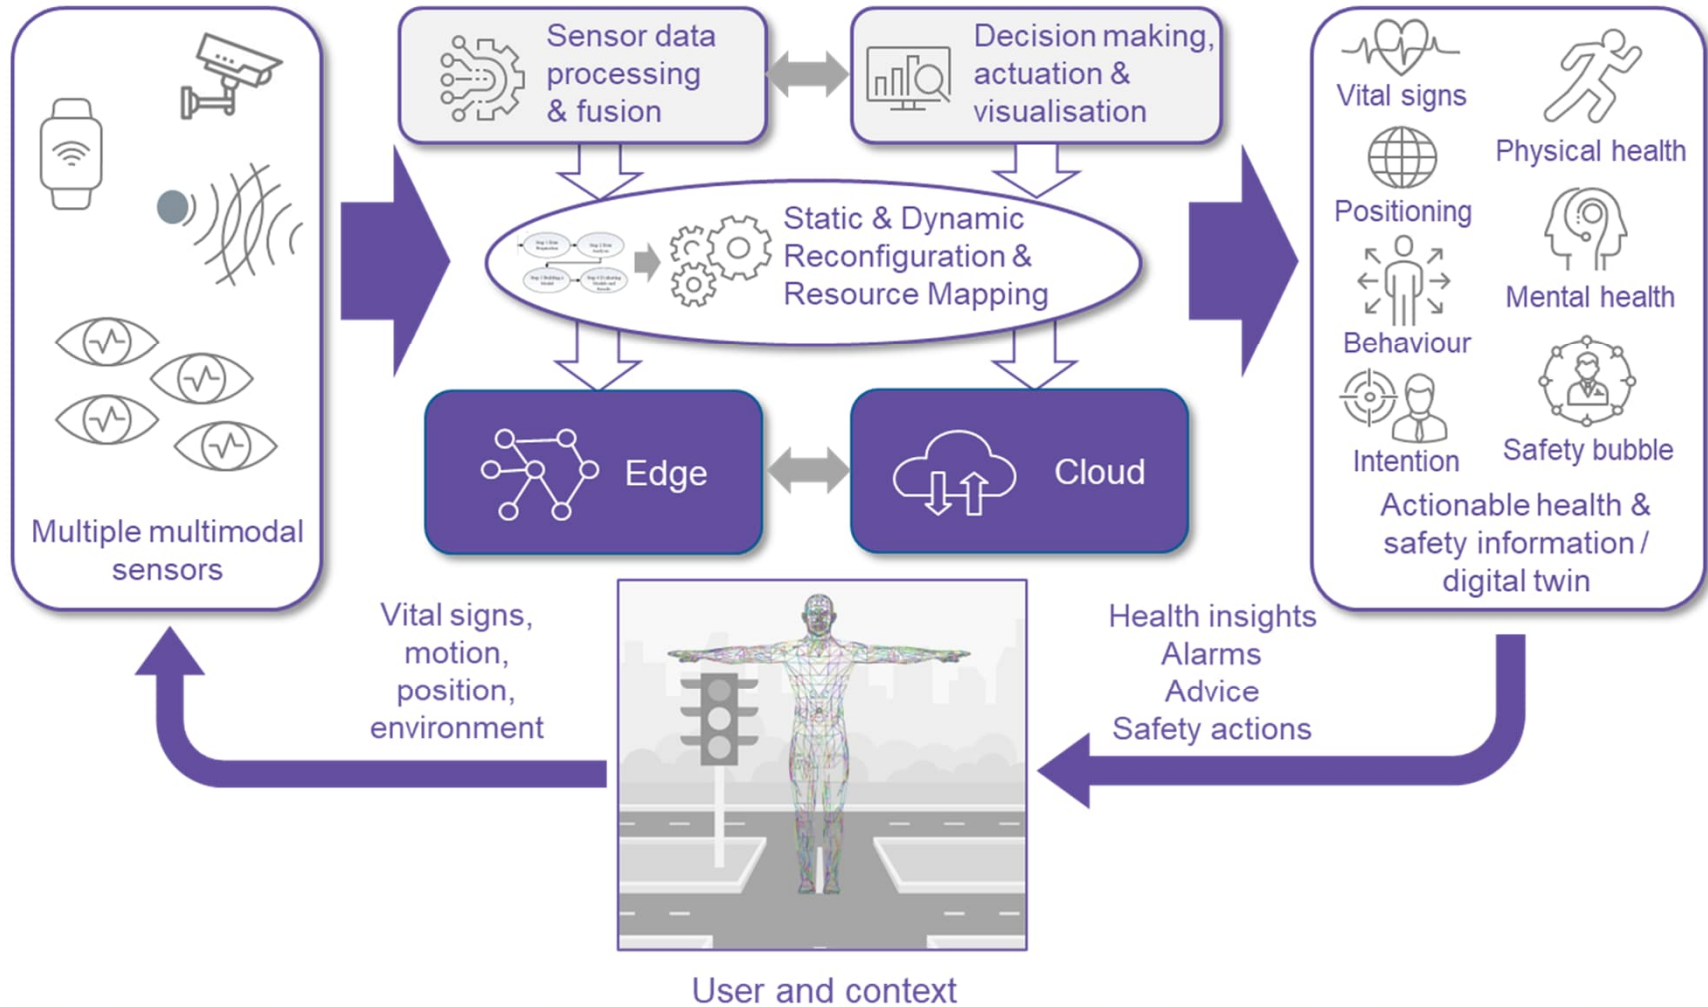 Multiple multimodal
sensors
Sensor data
processing
& fusion
Decision making,
actuation &
visualisation
Static & Dynamic
Reconfiguration &
Resource Mapping
Edge
Cloud
Vital signs
Physical health
Positioning
Mental health
Behaviour
Safety bubble
Intention
Actionable health &
safety information /
digital twin
Vital signs,
motion,
position,
environment
Health insights
Alarms
Advice
Safety actions
User and context